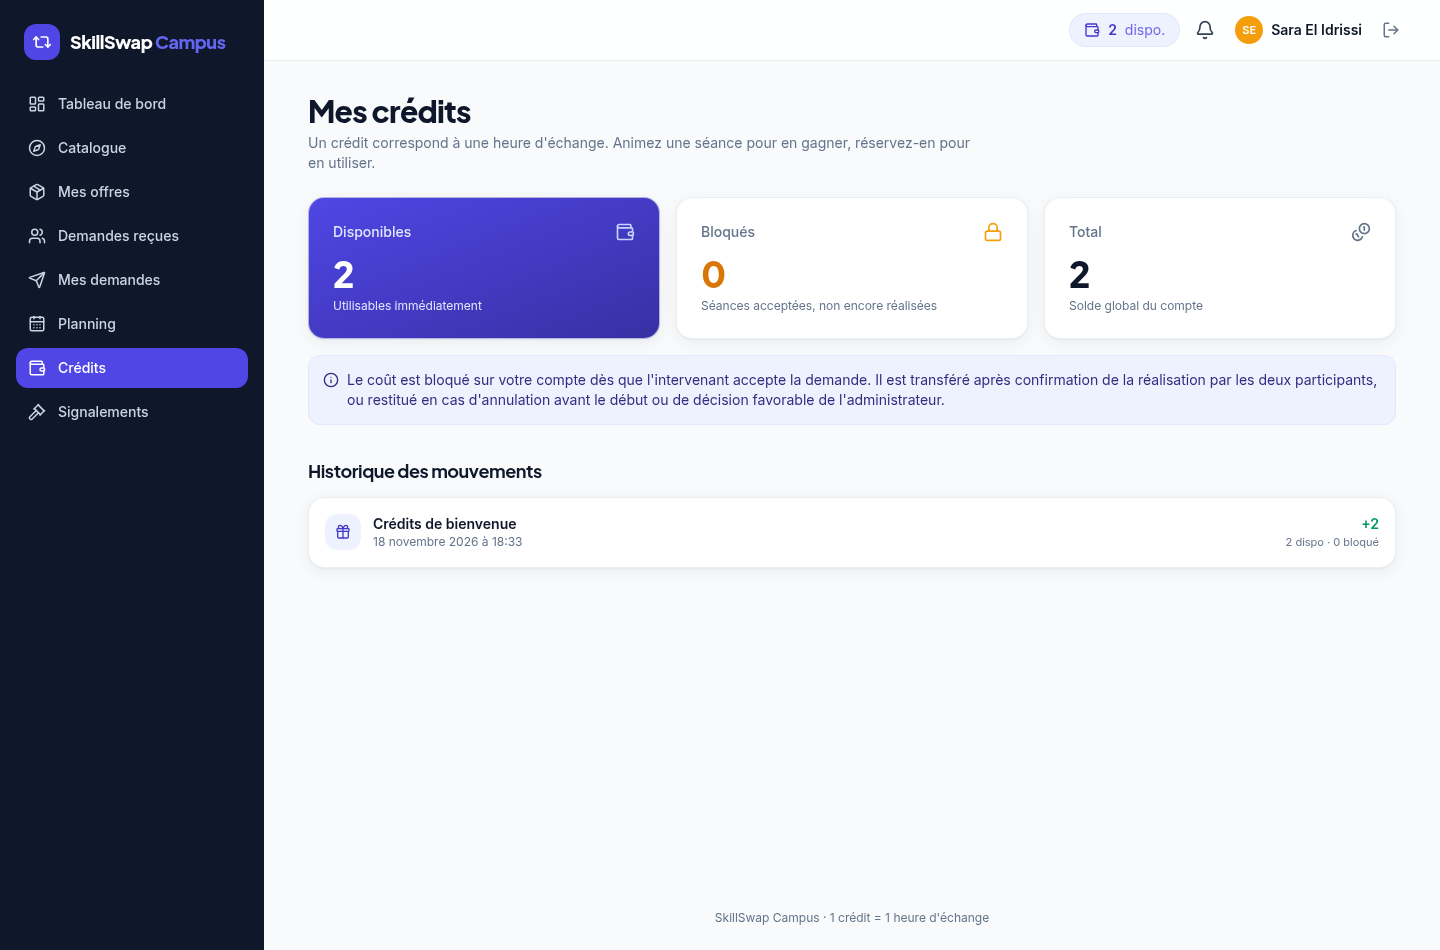 SkillSwap Campus
2 dispo.
SE
Sara El Idrissi
Tableau de bord
Catalogue
Mes offres
Demandes reçues
Mes demandes
Planning
Crédits
Signalements
Mes crédits
Un crédit correspond à une heure d'échange. Animez une séance pour en gagner, réservez-en pour
en utiliser.
Disponibles
2
Utilisables immédiatement
Bloqués
0
Séances acceptées, non encore réalisées
Total
2
Solde global du compte
Le coût est bloqué sur votre compte dès que l'intervenant accepte la demande. Il est transféré après confirmation de la réalisation par les deux participants,
ou restitué en cas d'annulation avant le début ou de décision favorable de l'administrateur.
Historique des mouvements
Crédits de bienvenue
+2
18 novembre 2026 à 18:33
2 dispo · 0 bloqué
SkillSwap Campus · 1 crédit = 1 heure d'échange